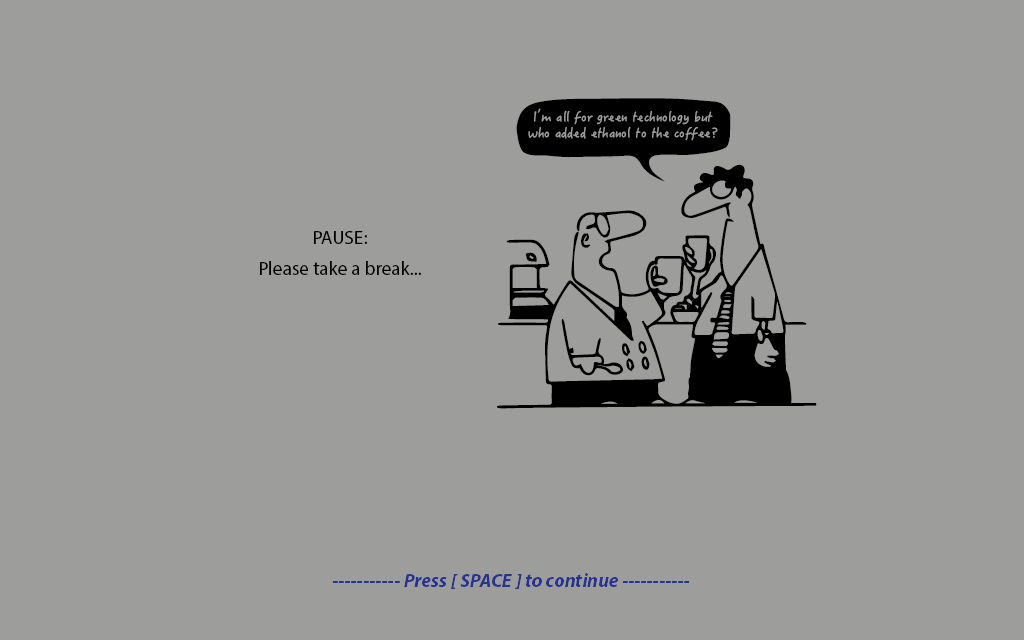 I'm all for green technology but
who added ethanol to the coffee?
PAUSE:
Please take a break...
----------- Press [ SPACE ] to continue -----------